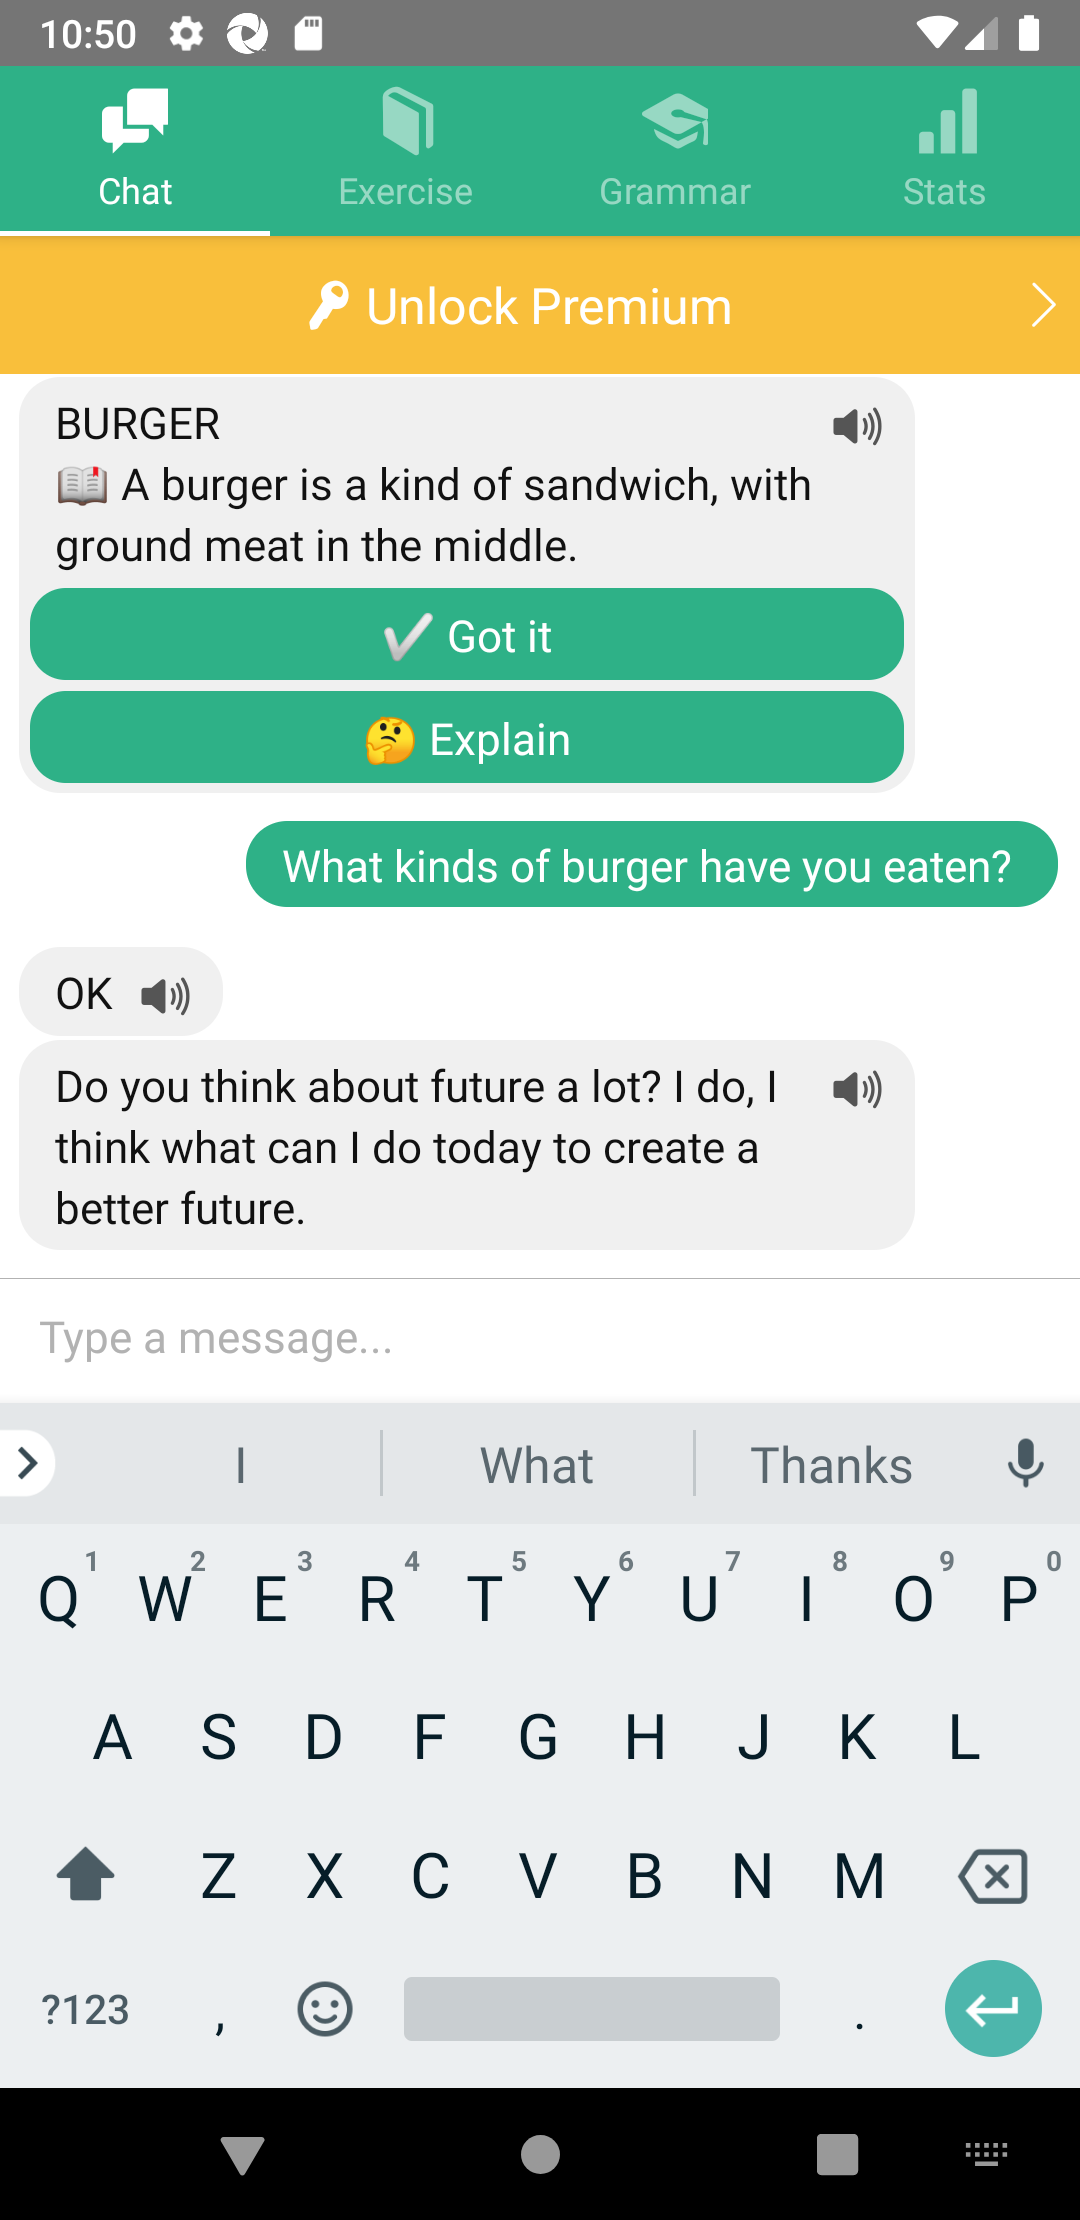 10:50
Chat
Exercise
Grammar
Stats
Unlock Premium
BURGER
📖 A burger is a kind of sandwich, with
ground meat in the middle.
✔️ Got it
🤔 Explain
What kinds of burger have you eaten?
OK
Do you think about future a lot? I do, I
think what can I do today to create a
better future.
Type a message...
I What Thanks
1 2 3 4 5 6 7 8 9 0
Q W E R T Y U I O P
A S D F G H J K L
Z X C V B N M
?123 , .